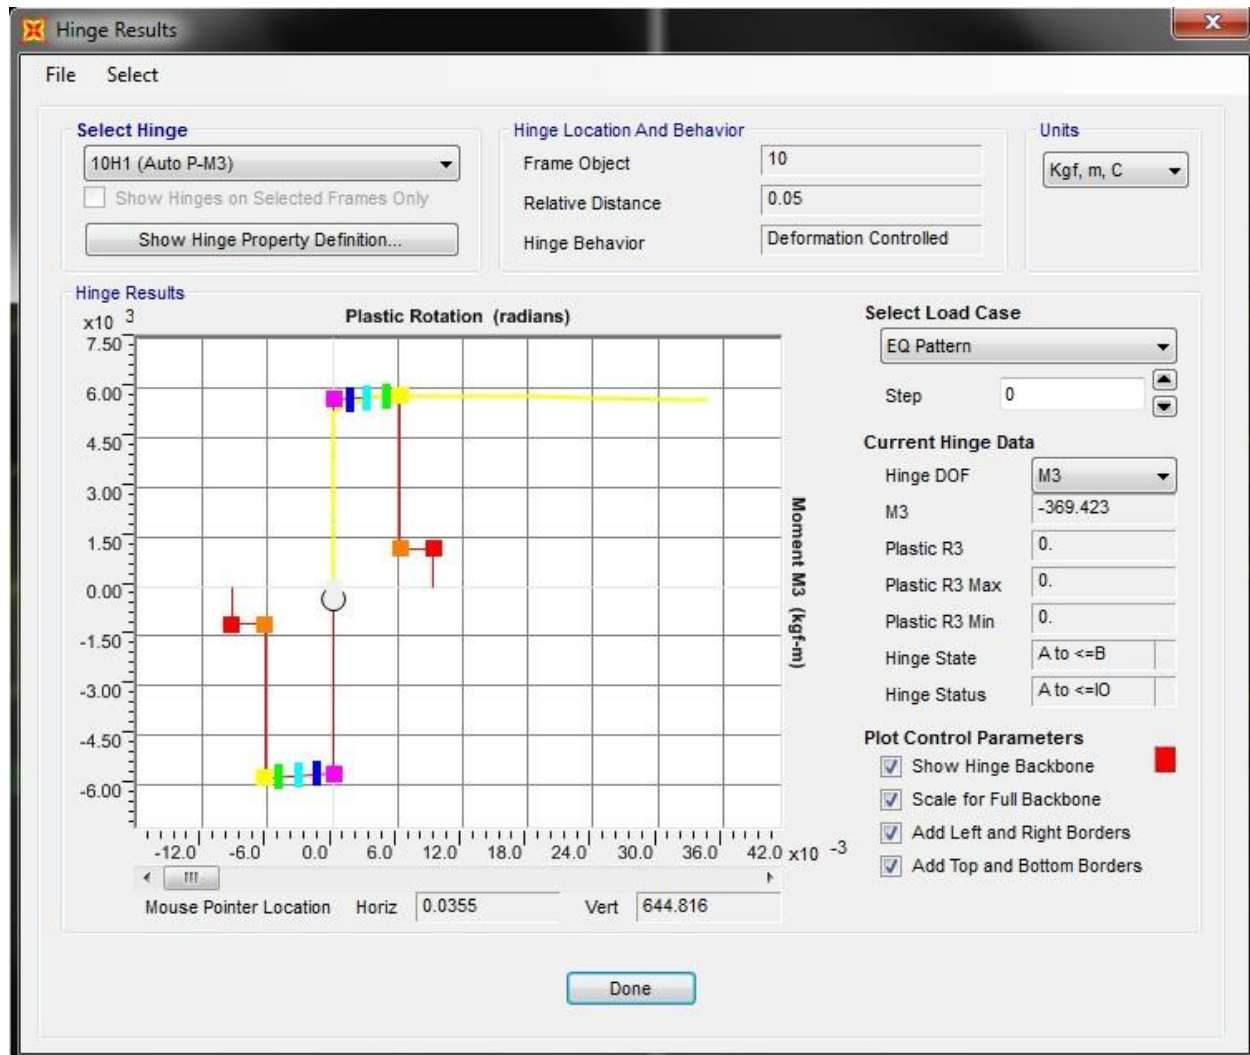 Hinge Results
File Select
Select Hinge
10H1 (Auto P-M3)
Show Hinges on Selected Frames Only
Show Hinge Property Definition...
Hinge Location And Behavior
Frame Object 10
Relative Distance 0.05
Hinge Behavior Deformation Controlled
Units
Kgf, m, C
Hinge Results
x10 3
Plastic Rotation (radians)
7.50
6.00
4.50
3.00
1.50
0.00
-1.50
-3.00
-4.50
-6.00
Moment M3 (kgf-m)
-12.0 -6.0 0.0 6.0 12.0 18.0 24.0 30.0 36.0 42.0 x10 -3
Mouse Pointer Location Horiz 0.0355 Vert 644.816
Select Load Case
EQ Pattern
Step 0
Current Hinge Data
Hinge DOF M3
M3 -369.423
Plastic R3 0.
Plastic R3 Max 0.
Plastic R3 Min 0.
Hinge State A to <=B
Hinge Status A to <=IO
Plot Control Parameters
Show Hinge Backbone
Scale for Full Backbone
Add Left and Right Borders
Add Top and Bottom Borders
Done